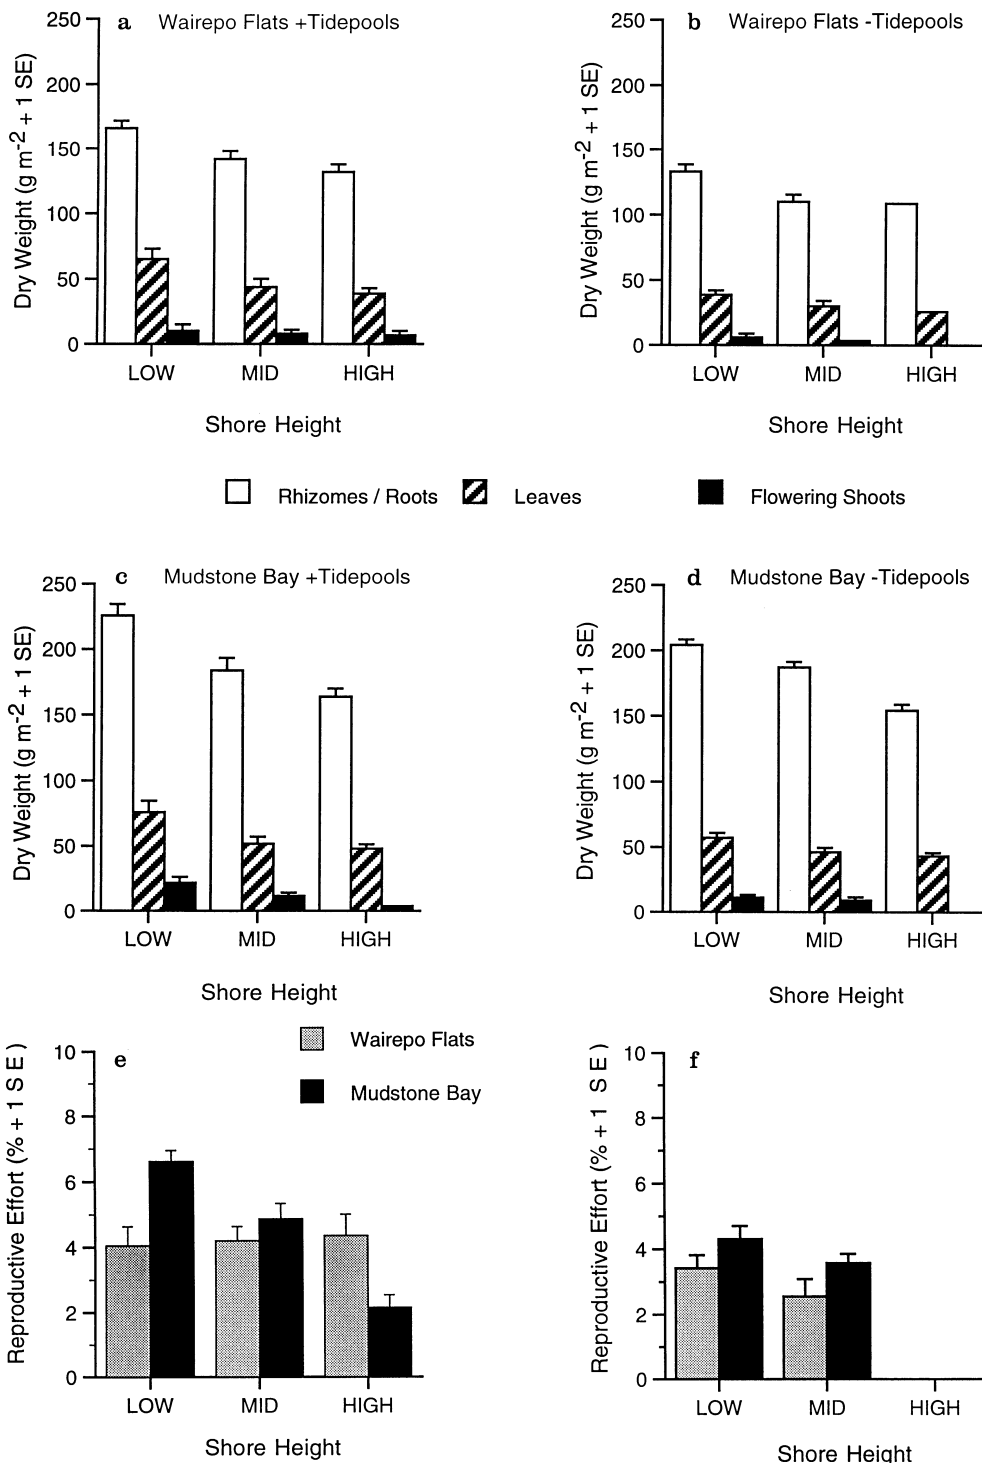 a Wairepo Flats +Tidepools
250
200
150
100
50
0
Dry Weight (g m-2 + 1 SE)
LOW MID HIGH
Shore Height
b Wairepo Flats -Tidepools
250
200
150
100
50
0
Dry Weight (g m-2 + 1 SE)
LOW MID HIGH
Shore Height
Rhizomes / Roots Leaves Flowering Shoots
c Mudstone Bay +Tidepools
250
200
150
100
50
0
Dry Weight (g m-2 + 1 SE)
LOW MID HIGH
Shore Height
d Mudstone Bay -Tidepools
250
200
150
100
50
0
Dry Weight (g m-2 + 1 SE)
LOW MID HIGH
Shore Height
e
Wairepo Flats
Mudstone Bay
10
8
6
4
2
0
Reproductive Effort (% + 1 S E )
LOW MID HIGH
Shore Height
f
10
8
6
4
2
0
Reproductive Effort (% + 1 S E )
LOW MID HIGH
Shore Height